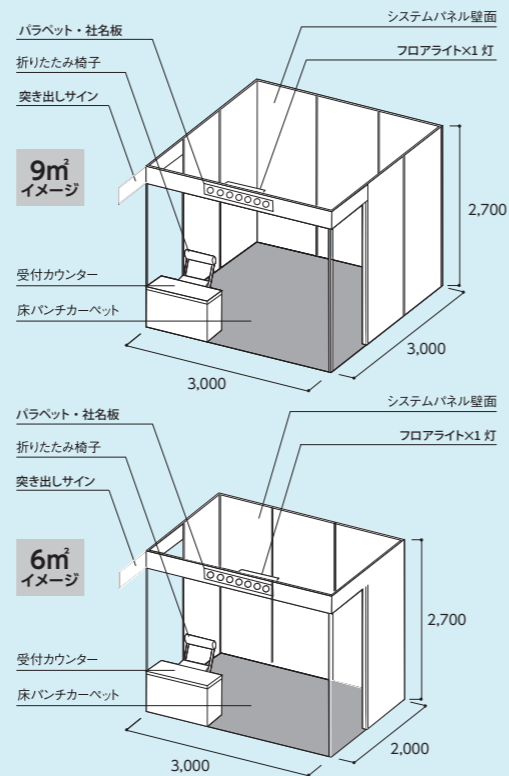 パラペット・社名板
折りたたみ椅子
突き出しサイン
システムパネル壁面
フロアライト×1 灯
9㎡
イメージ
受付カウンター
床パンチカーペット
2,700
3,000
3,000
パラペット・社名板
折りたたみ椅子
突き出しサイン
システムパネル壁面
フロアライト×1 灯
6㎡
イメージ
受付カウンター
床パンチカーペット
2,700
2,000
3,000